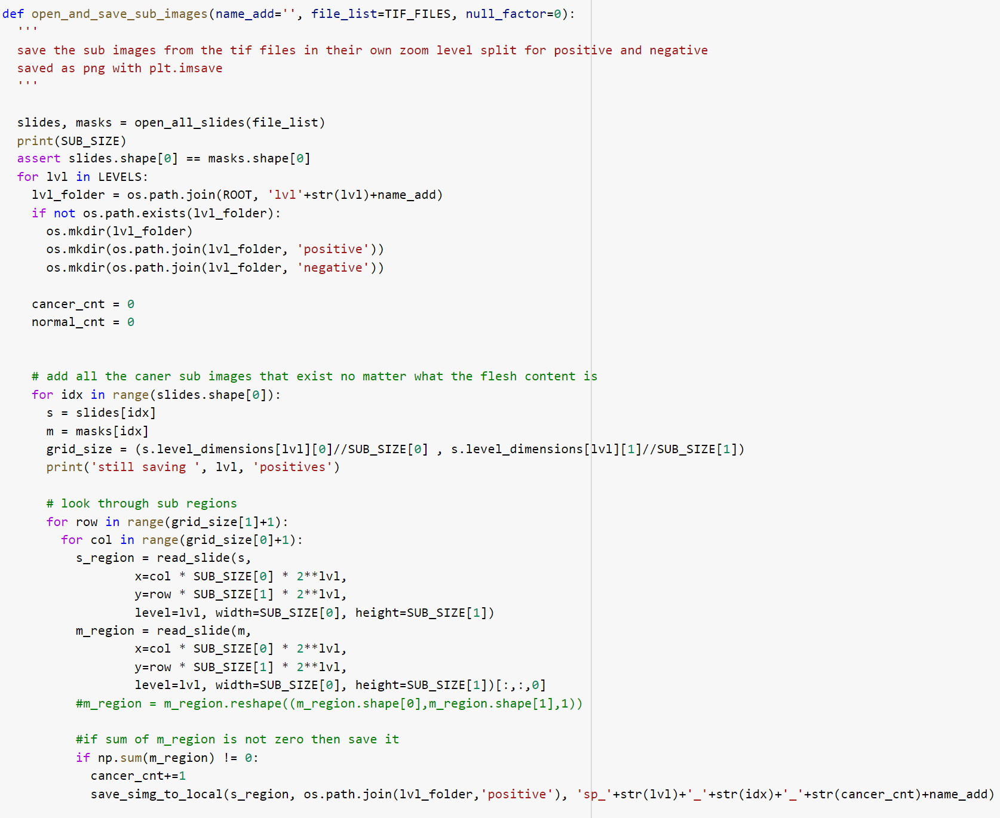 def open_and_save_sub_images(name_add='', file_list=TIF_FILES, null_factor=0):
  '''
  save the sub images from the tif files in their own zoom level split for positive and negative
  saved as png with plt.imsave
  '''

  slides, masks = open_all_slides(file_list)
  print(SUB_SIZE)
  assert slides.shape[0] == masks.shape[0]
  for lvl in LEVELS:
    lvl_folder = os.path.join(ROOT, 'lvl'+str(lvl)+name_add)
    if not os.path.exists(lvl_folder):
      os.mkdir(lvl_folder)
      os.mkdir(os.path.join(lvl_folder, 'positive'))
      os.mkdir(os.path.join(lvl_folder, 'negative'))

    cancer_cnt = 0
    normal_cnt = 0


    # add all the caner sub images that exist no matter what the flesh content is
    for idx in range(slides.shape[0]):
      s = slides[idx]
      m = masks[idx]
      grid_size = (s.level_dimensions[lvl][0]//SUB_SIZE[0] , s.level_dimensions[lvl][1]//SUB_SIZE[1])
      print('still saving ', lvl, 'positives')

      # look through sub regions
      for row in range(grid_size[1]+1):
        for col in range(grid_size[0]+1):
          s_region = read_slide(s,
                  x=col * SUB_SIZE[0] * 2**lvl,
                  y=row * SUB_SIZE[1] * 2**lvl,
                  level=lvl, width=SUB_SIZE[0], height=SUB_SIZE[1])
          m_region = read_slide(m,
                  x=col * SUB_SIZE[0] * 2**lvl,
                  y=row * SUB_SIZE[1] * 2**lvl,
                  level=lvl, width=SUB_SIZE[0], height=SUB_SIZE[1])[:,:,0]
          #m_region = m_region.reshape((m_region.shape[0],m_region.shape[1],1))

          #if sum of m_region is not zero then save it
          if np.sum(m_region) != 0:
            cancer_cnt+=1
            save_simg_to_local(s_region, os.path.join(lvl_folder,'positive'), 'sp_'+str(lvl)+'_'+str(idx)+'_'+str(cancer_cnt)+name_add)